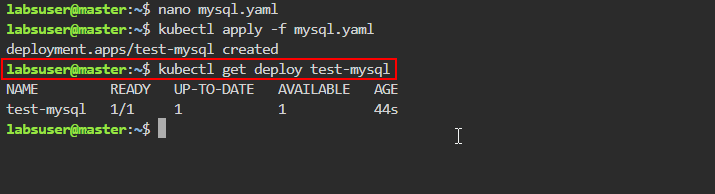 labsuser@master:~$ nano mysql.yaml
labsuser@master:~$ kubectl apply -f mysql.yaml
deployment.apps/test-mysql created
labsuser@master:~$ kubectl get deploy test-mysql
NAME         READY   UP-TO-DATE   AVAILABLE   AGE
test-mysql   1/1     1            1           44s
labsuser@master:~$